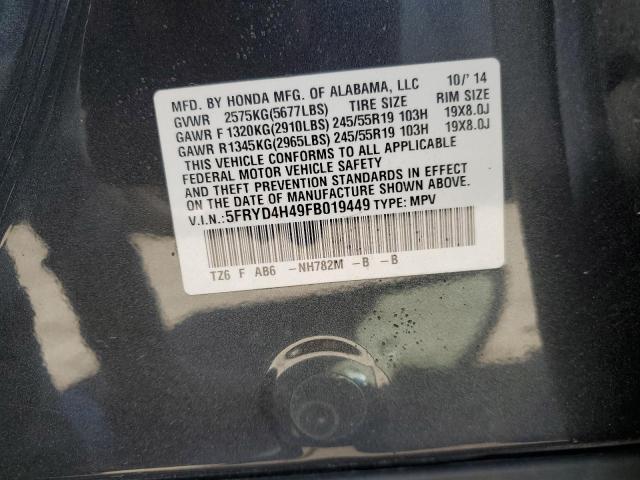 MFD. BY HONDA MFG. OF ALABAMA, LLC 10/'14
GVWR 2575KG(5677LBS) TIRE SIZE RIM SIZE
GAWR F 1320KG(2910LBS) 245/55R19 103H 19X8.0J
GAWR R1345KG(2965LBS) 245/55R19 103H 19X8.0J
THIS VEHICLE CONFORMS TO ALL APPLICABLE
FEDERAL MOTOR VEHICLE SAFETY
AND THEFT PREVENTION STANDARDS IN EFFECT
ON THE DATE OF MANUFACTURE SHOWN ABOVE.
V.I.N.: 5FRYD4H49FB019449 TYPE: MPV
TZ6 F AB6 -NH782M -B -B